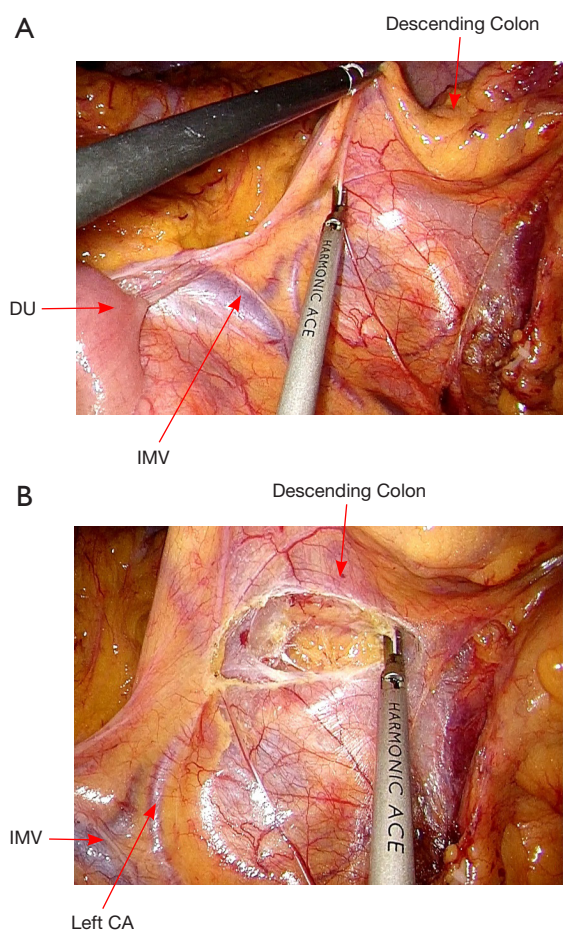 A
Descending Colon
HARMONIC ACE
DU
IMV
B
Descending Colon
HARMONIC ACE
IMV
Left CA